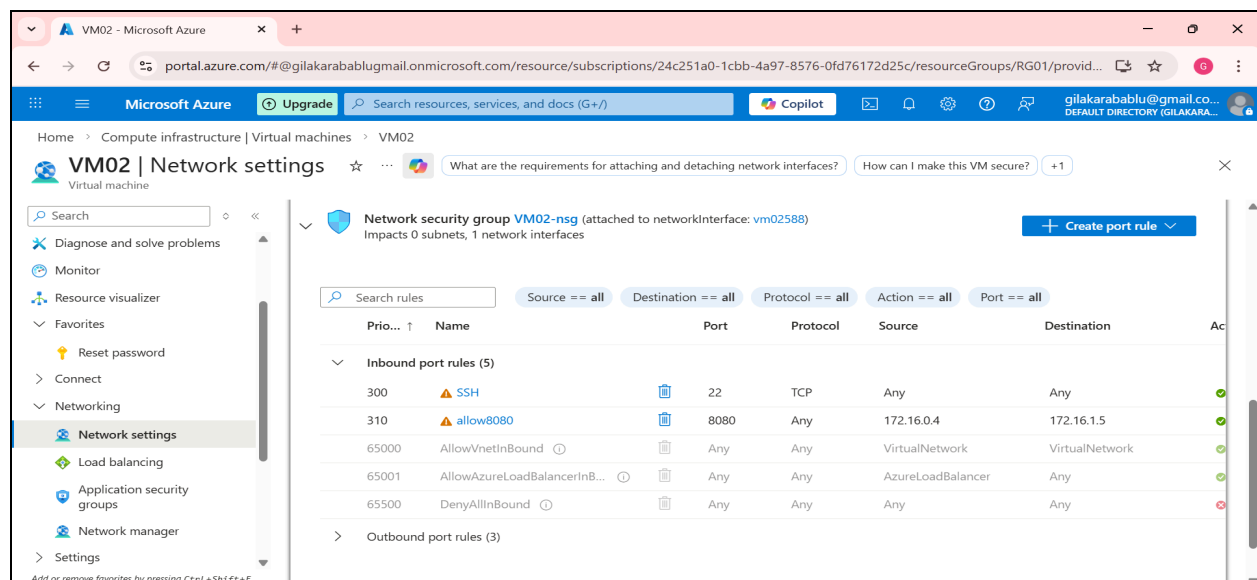 VM02 - Microsoft Azure
portal.azure.com/#@gilakarabablugmail.onmicrosoft.com/resource/subscriptions/24c251a0-1cbb-4a97-8576-0fd76172d25c/resourceGroups/RG01/provid...
G
Microsoft Azure Upgrade Search resources, services, and docs (G+/) Copilot gilakarabablu@gmail.co...
DEFAULT DIRECTORY (GILAKARA...
Home > Compute infrastructure | Virtual machines > VM02
VM02 | Network settings ... What are the requirements for attaching and detaching network interfaces? How can I make this VM secure? +1
Virtual machine
Search
Diagnose and solve problems
Monitor
Resource visualizer
Favorites
Reset password
Connect
Networking
Network settings
Load balancing
Application security
groups
Network manager
Settings
Add or remove favorites by pressing Ctrl+Shift+F
Network security group VM02-nsg (attached to networkInterface: vm02588)
Impacts 0 subnets, 1 network interfaces
+ Create port rule
Search rules Source == all Destination == all Protocol == all Action == all Port == all
Prio... ↑ Name Port Protocol Source Destination Ac
Inbound port rules (5)
300 SSH 22 TCP Any Any
310 allow8080 8080 Any 172.16.0.4 172.16.1.5
65000 AllowVnetInBound Any Any VirtualNetwork VirtualNetwork
65001 AllowAzureLoadBalancerInB... Any Any AzureLoadBalancer Any
65500 DenyAllInBound Any Any Any Any
Outbound port rules (3)